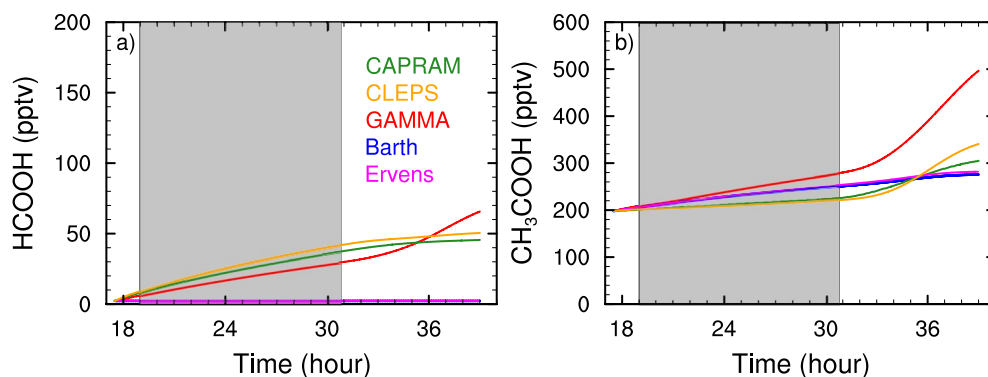 a)
HCOOH (pptv)
200
150
100
50
0
CAPRAM
CLEPS
GAMMA
Barth
Ervens
18 24 30 36
Time (hour)
b)
CH₃COOH (pptv)
600
500
400
300
200
100
0
18 24 30 36
Time (hour)